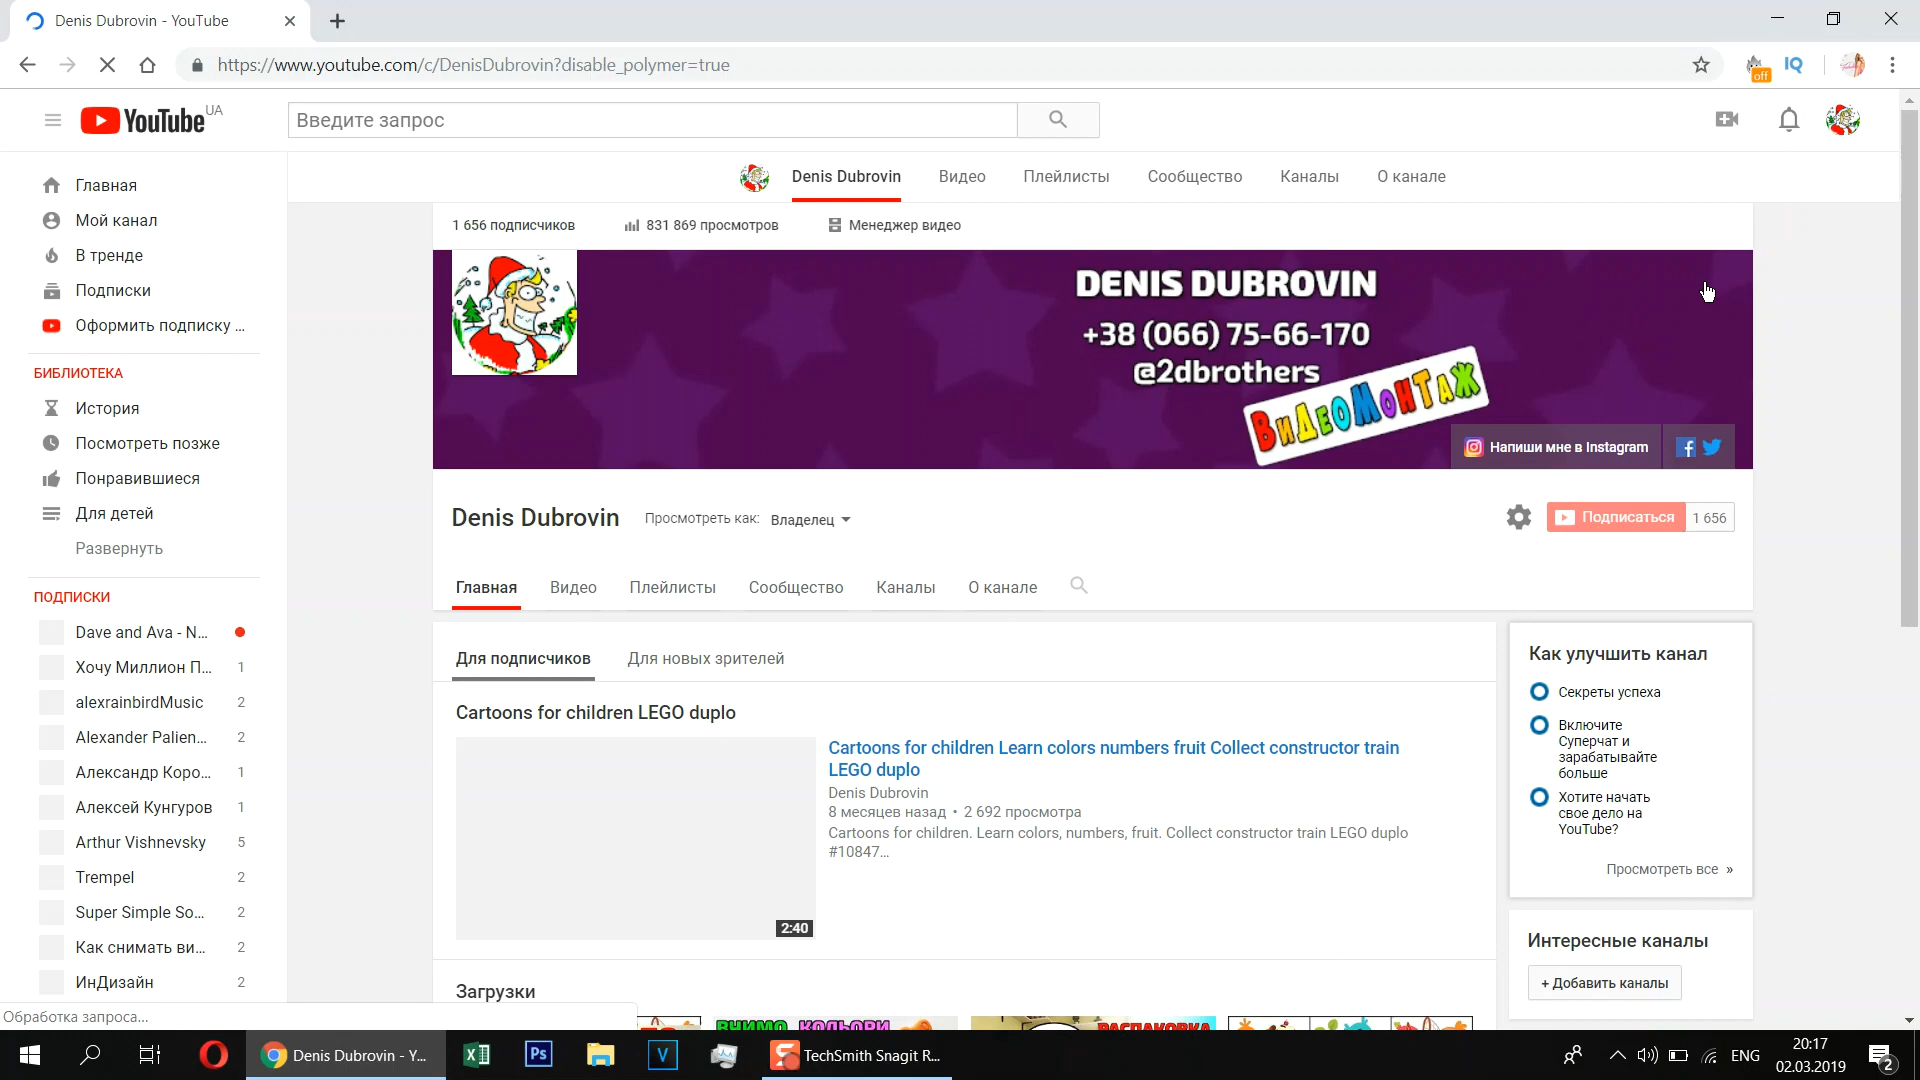 Denis Dubrovin - YouTube
https://www.youtube.com/c/DenisDubrovin?disable_polymer=true
off
IQ
YouTube UA
Введите запрос
Denis Dubrovin Видео Плейлисты Сообщество Каналы О канале
1 656 подписчиков 831 869 просмотров Менеджер видео
DENIS DUBROVIN
+38 (066) 75-66-170
@2dbrothers
ВИДЕОМОНТАЖ
Напиши мне в Instagram
Denis Dubrovin Просмотреть как: Владелец
Подписаться 1 656
Главная Видео Плейлисты Сообщество Каналы О канале
Для подписчиков Для новых зрителей
Cartoons for children LEGO duplo
Cartoons for children Learn colors numbers fruit Collect constructor train
LEGO duplo
Denis Dubrovin
8 месяцев назад • 2 692 просмотра
Cartoons for children. Learn colors, numbers, fruit. Collect constructor train LEGO duplo
#10847...
2:40
Загрузки
ВЧИМО КОЛЬОРИ
РАСПАКОВКА
Главная
Мой канал
В тренде
Подписки
Оформить подписку ...
БИБЛИОТЕКА
История
Посмотреть позже
Понравившиеся
Для детей
Развернуть
ПОДПИСКИ
Dave and Ava - N...
Хочу Миллион П... 1
alexrainbirdMusic 2
Alexander Palien... 2
Александр Коро... 1
Алексей Кунгуров 1
Arthur Vishnevsky 5
Trempel 2
Super Simple So... 2
Как снимать ви... 2
ИнДизайн 2
Обработка запроса...
Как улучшить канал
Секреты успеха
Включите
Суперчат и
зарабатывайте
больше
Хотите начать
свое дело на
YouTube?
Просмотреть все »
Интересные каналы
+ Добавить каналы
Denis Dubrovin - Y...
Ps
V
TechSmith Snagit R...
ENG
20:17
02.03.2019
2